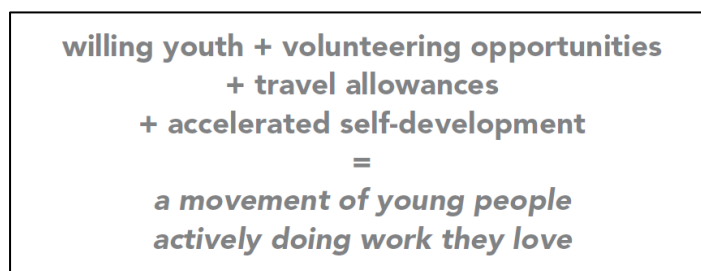 willing youth + volunteering opportunities
+ travel allowances
+ accelerated self-development
=
a movement of young people
actively doing work they love